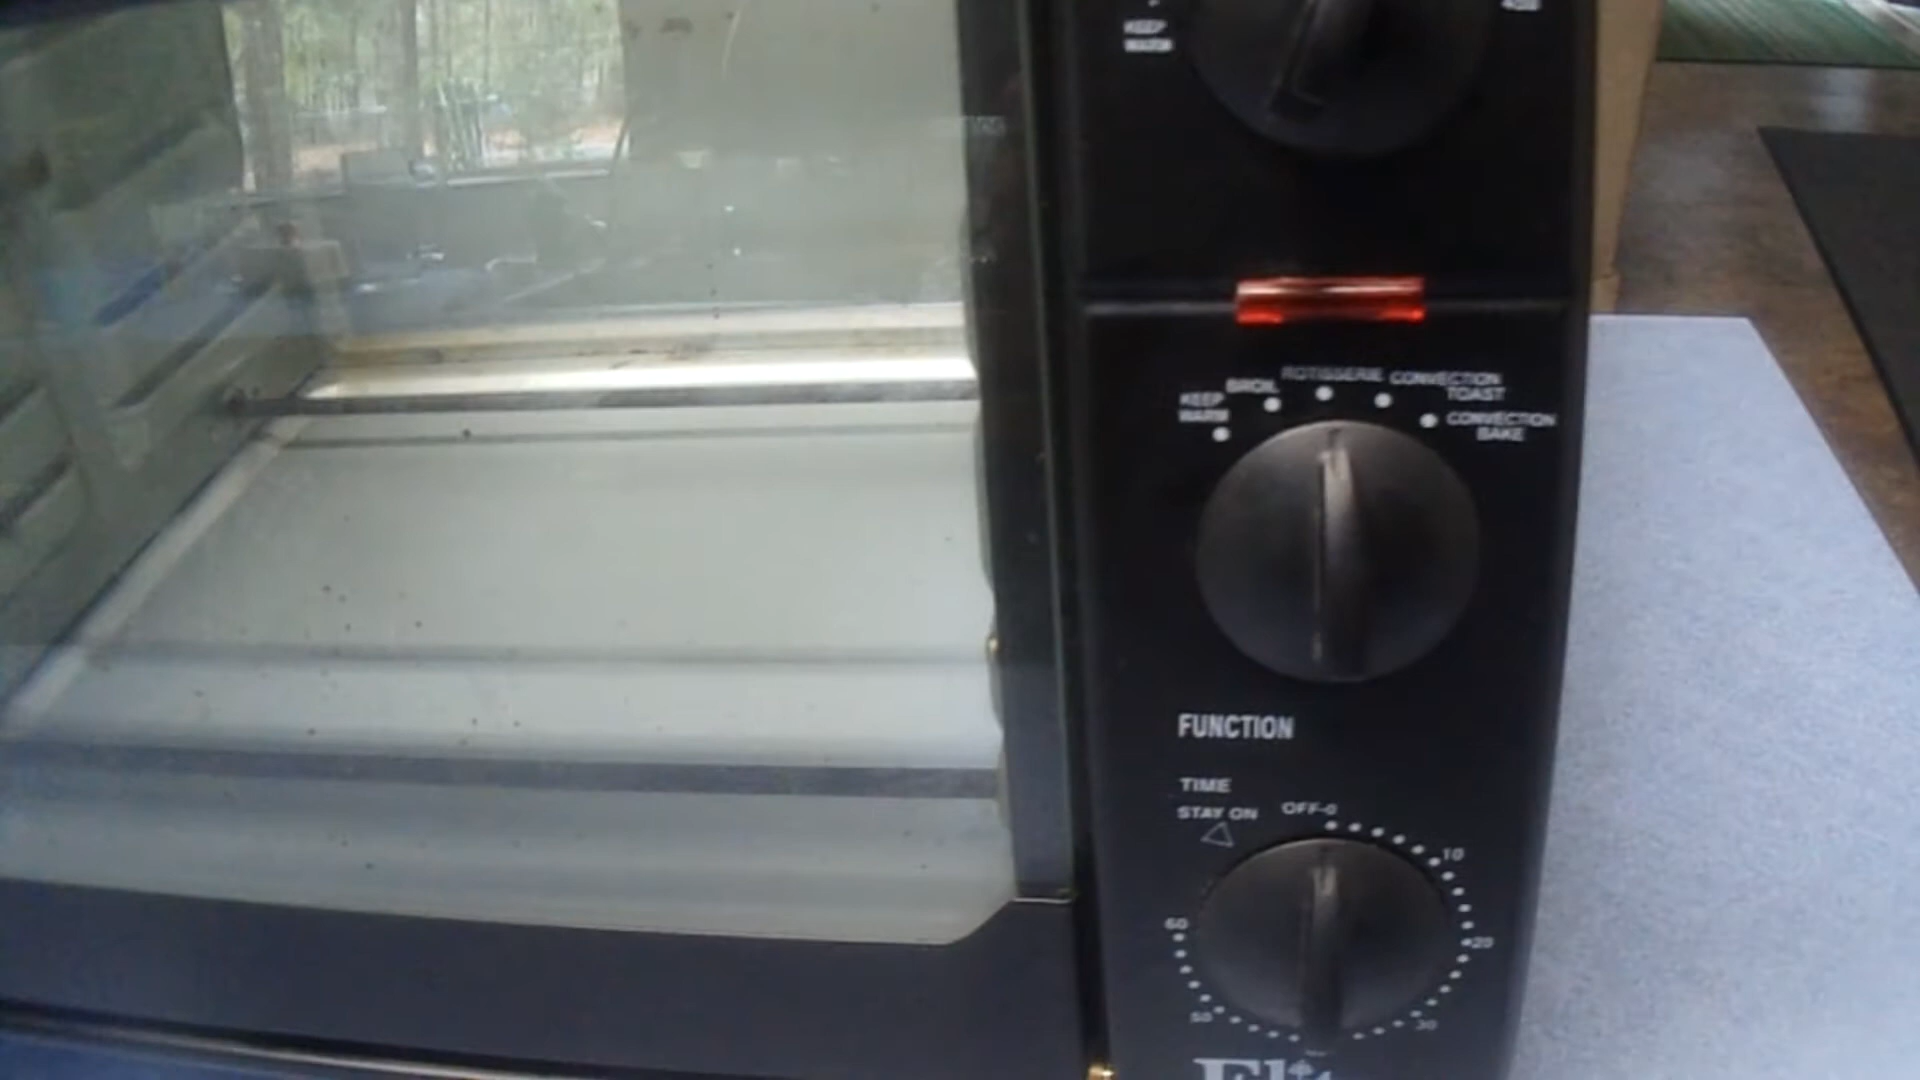 KEEP
WARM
ROTISSERIE
BROIL
CONVECTION
TOAST
KEEP
WARM
CONVECTION
BAKE
FUNCTION
TIME
STAY ON
OFF-0
10
60
20
50
30